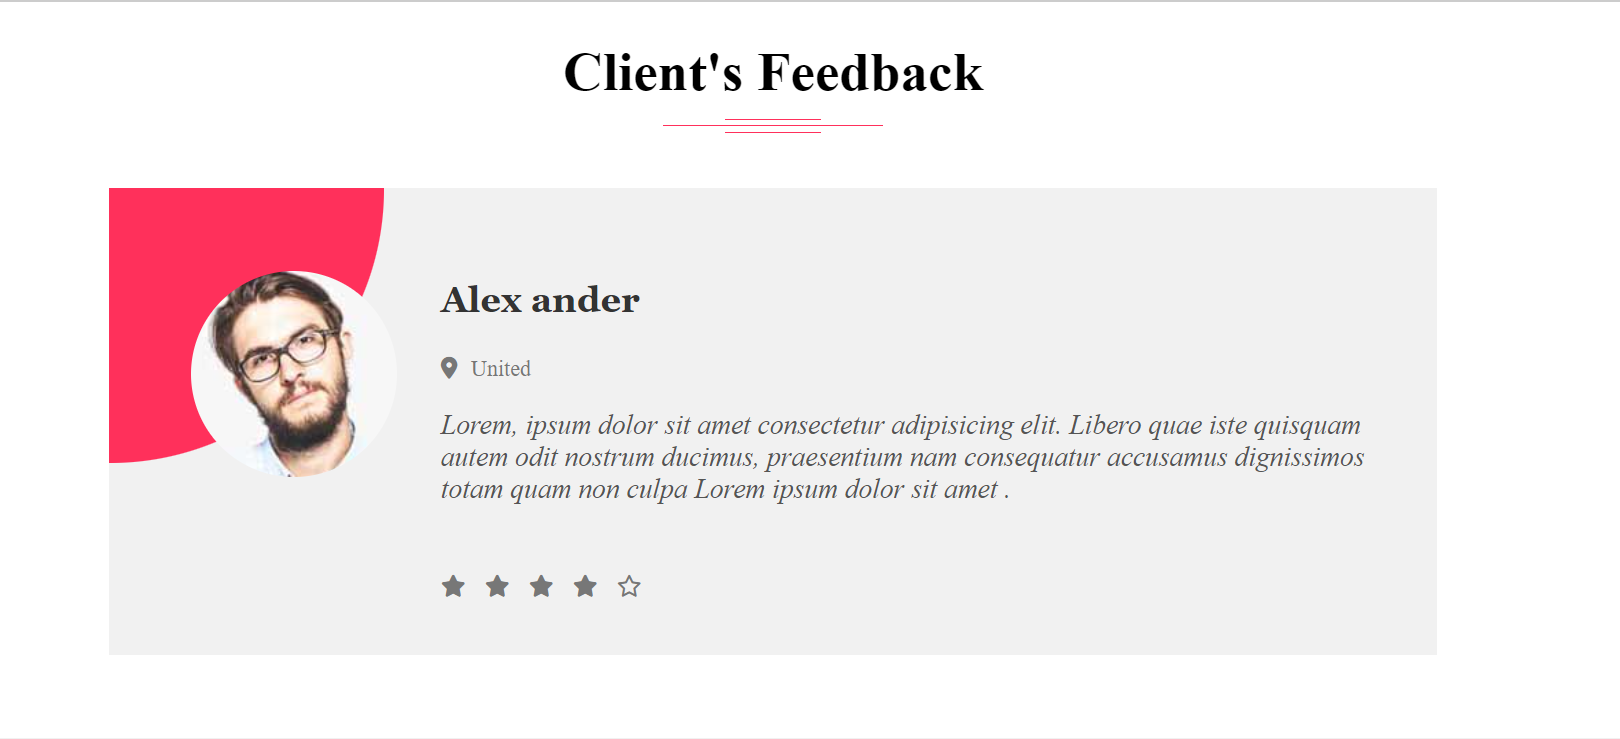 Client's Feedback
Alex ander
United
Lorem, ipsum dolor sit amet consectetur adipisicing elit. Libero quae iste quisquam
autem odit nostrum ducimus, praesentium nam consequatur accusamus dignissimos
totam quam non culpa Lorem ipsum dolor sit amet .